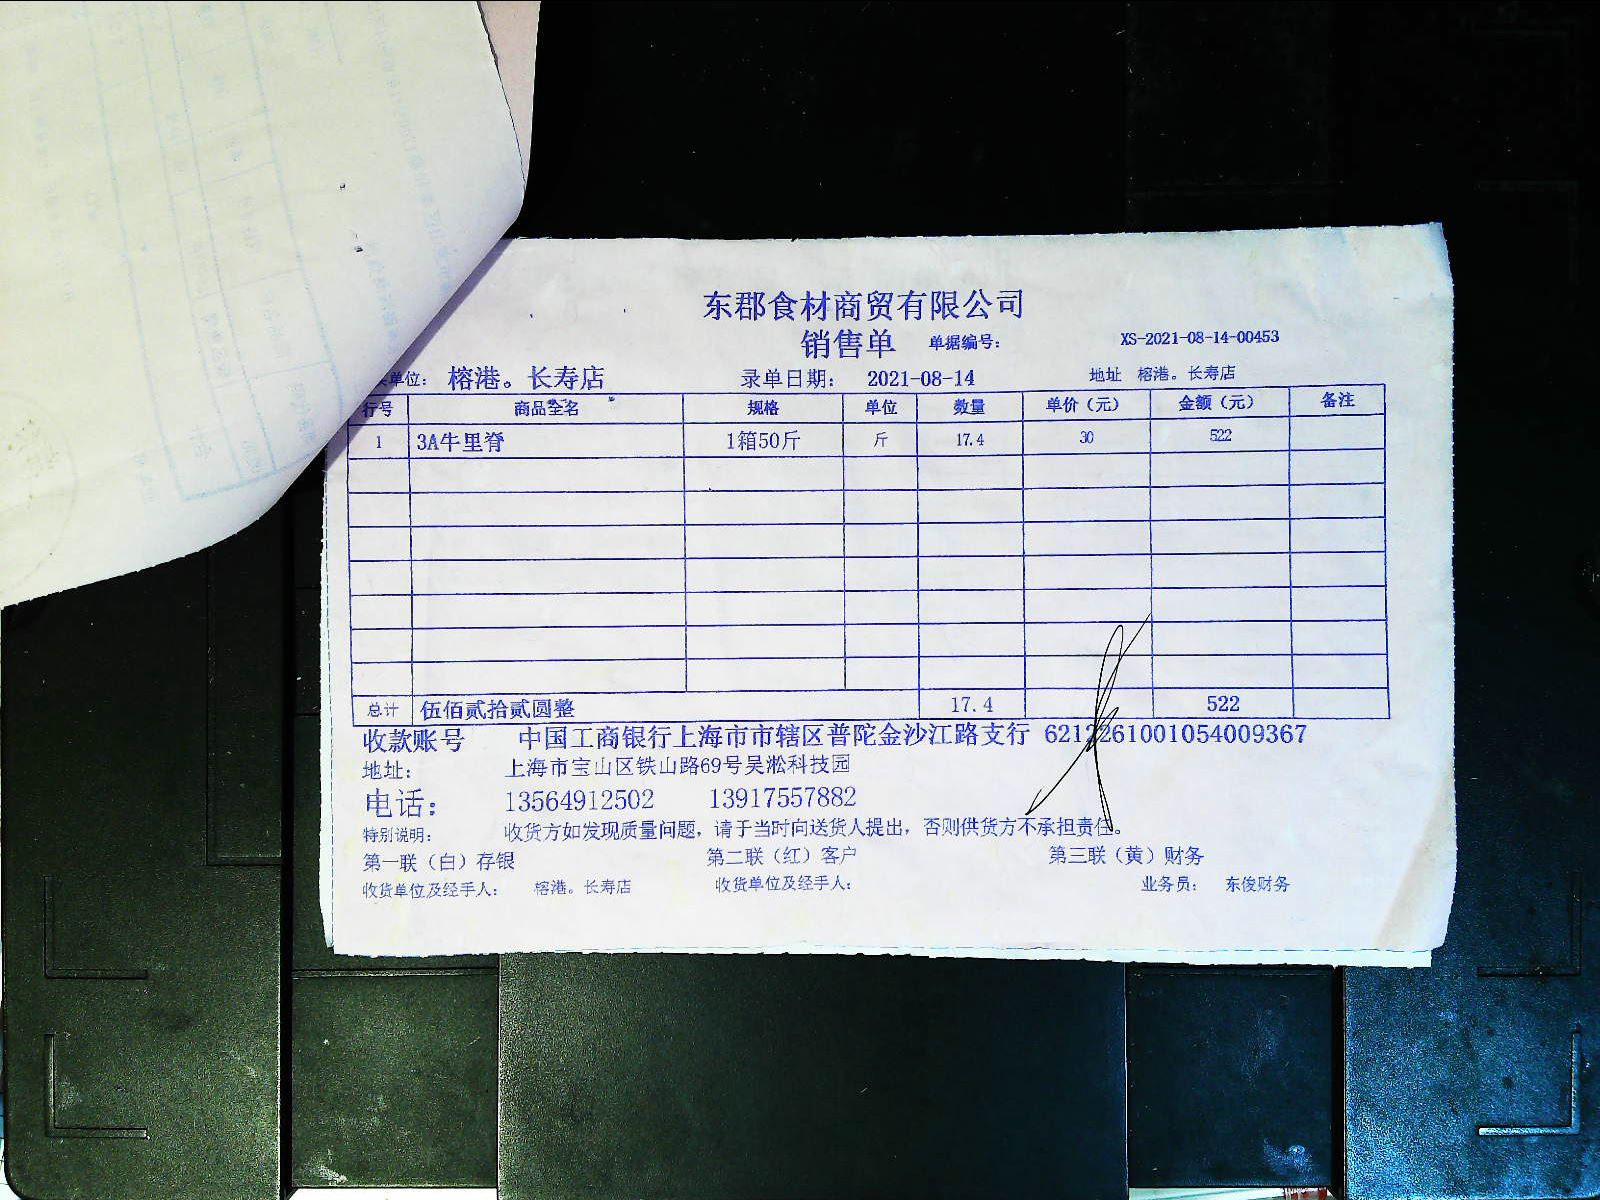 东郡食材商贸有限公司
销售单 单据编号: XS-2021-08-14-00453
单位: 榕港。长寿店 录单日期: 2021-08-14 地址 榕港。长寿店
行号 商品全名 规格 单位 数量 单价（元） 金额（元） 备注
1 3A牛里脊 1箱50斤 斤 17.4 30 522
总计 伍佰贰拾贰圆整 17.4 522
收款账号 中国工商银行上海市市辖区普陀金沙江路支行 6212261001054009367
地址: 上海市宝山区铁山路69号吴淞科技园
电话: 13564912502 13917557882
特别说明: 收货方如发现质量问题，请于当时向送货人提出，否则供货方不承担责任。
第一联（白）存银 第二联（红）客户 第三联（黄）财务
收货单位及经手人: 榕港。长寿店 收货单位及经手人: 业务员: 东俊财务